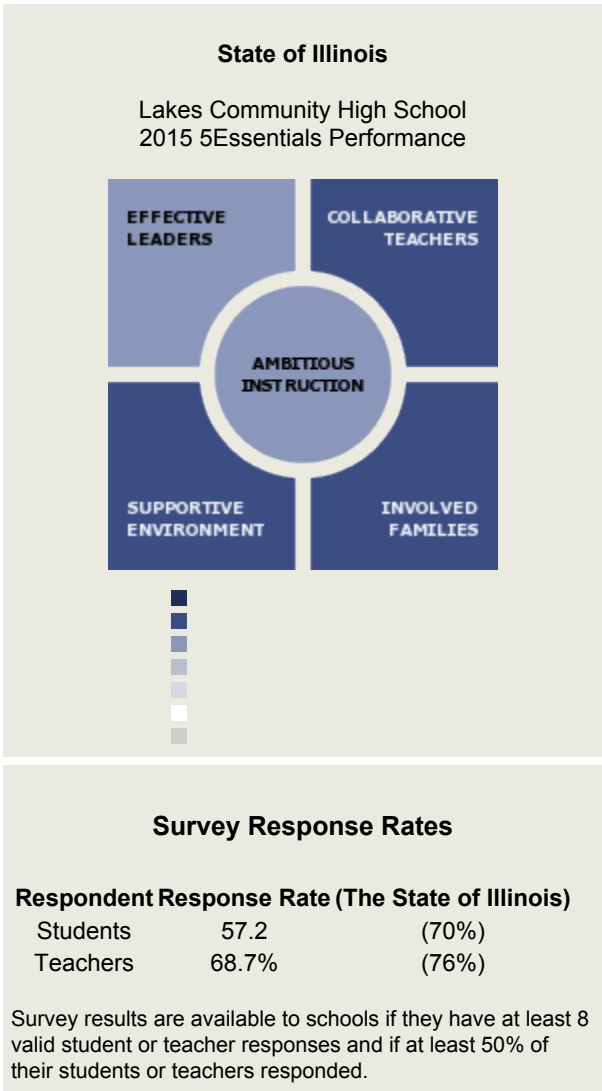 State of Illinois
Lakes Community High School
2015 5Essentials Performance
EFFECTIVE
LEADERS
COLLABORATIVE
TEACHERS
AMBITIOUS
INSTRUCTION
SUPPORTIVE
ENVIRONMENT
INVOLVED
FAMILIES
Survey Response Rates
Respondent Response Rate (The State of Illinois)
Students 57.2 (70%)
Teachers 68.7% (76%)
Survey results are available to schools if they have at least 8
valid student or teacher responses and if at least 50% of
their students or teachers responded.